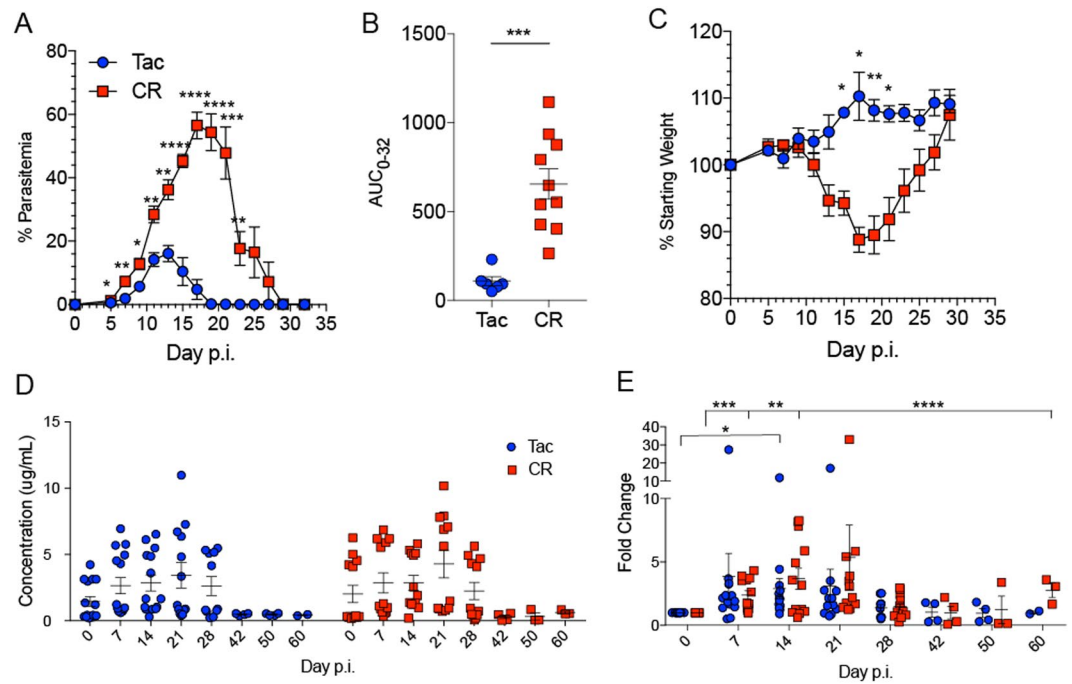 A
Tac
CR
% Parasitemia
80
60
40
20
0
* ** * ** ** **** **** **** *** **
0 5 10 15 20 25 30 35
Day p.i.
B
***
AUC0-32
1500
1000
500
0
Tac CR
C
* * ** *
% Starting Weight
120
110
100
90
80
0 5 10 15 20 25 30 35
Day p.i.
D
Concentration (ug/mL)
15
10
5
0
Tac
CR
0 7 14 21 28 42 50 60 0 7 14 21 28 42 50 60
Day p.i.
E
*** ** ****
*
Fold Change
40
30
20
10
10
5
0
Tac
CR
0 7 14 21 28 42 50 60
Day p.i.